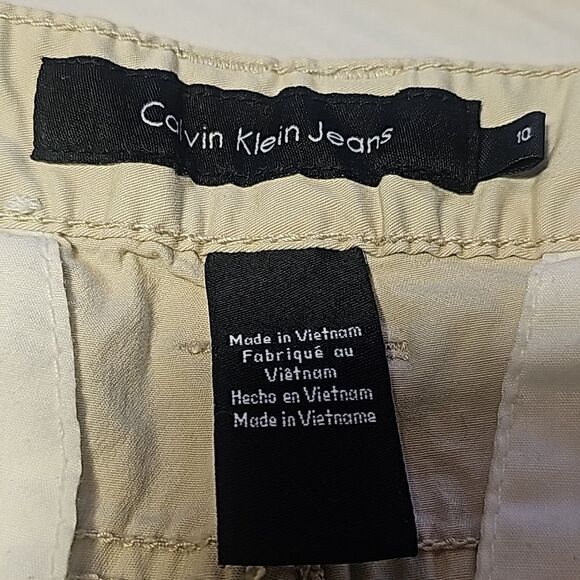 Calvin Klein Jeans
10
Made in Vietnam
Fabriqué au
Viêtnam
Hecho en Vietnam
Made in Vietname